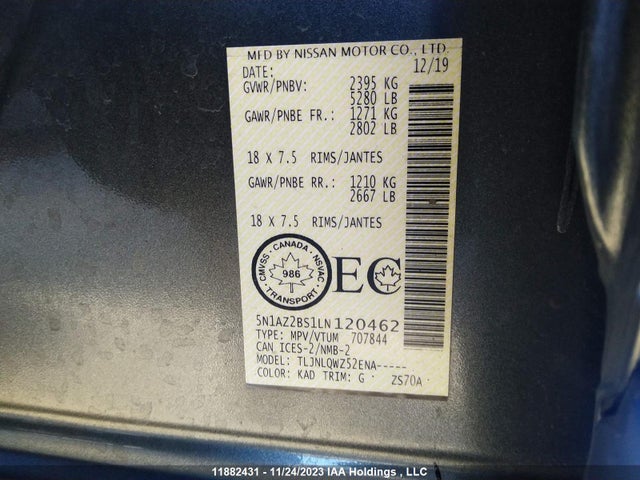 MFD BY NISSAN MOTOR CO., LTD.
DATE: 12/19
GVWR/PNBV: 2395 KG
5280 LB
GAWR/PNBE FR.: 1271 KG
2802 LB
18 X 7.5 RIMS/JANTES
GAWR/PNBE RR.: 1210 KG
2667 LB
18 X 7.5 RIMS/JANTES
CMVSS · CANADA · NSVAC
986
TRANSPORT
EC
5N1AZ2BS1LN120462
TYPE: MPV/VTUM 707844
CAN ICES-2/NMB-2
MODEL: TLJNLQWZ52ENA-----
COLOR: KAD TRIM: G ZS70A
11882431 - 11/24/2023 IAA Holdings , LLC